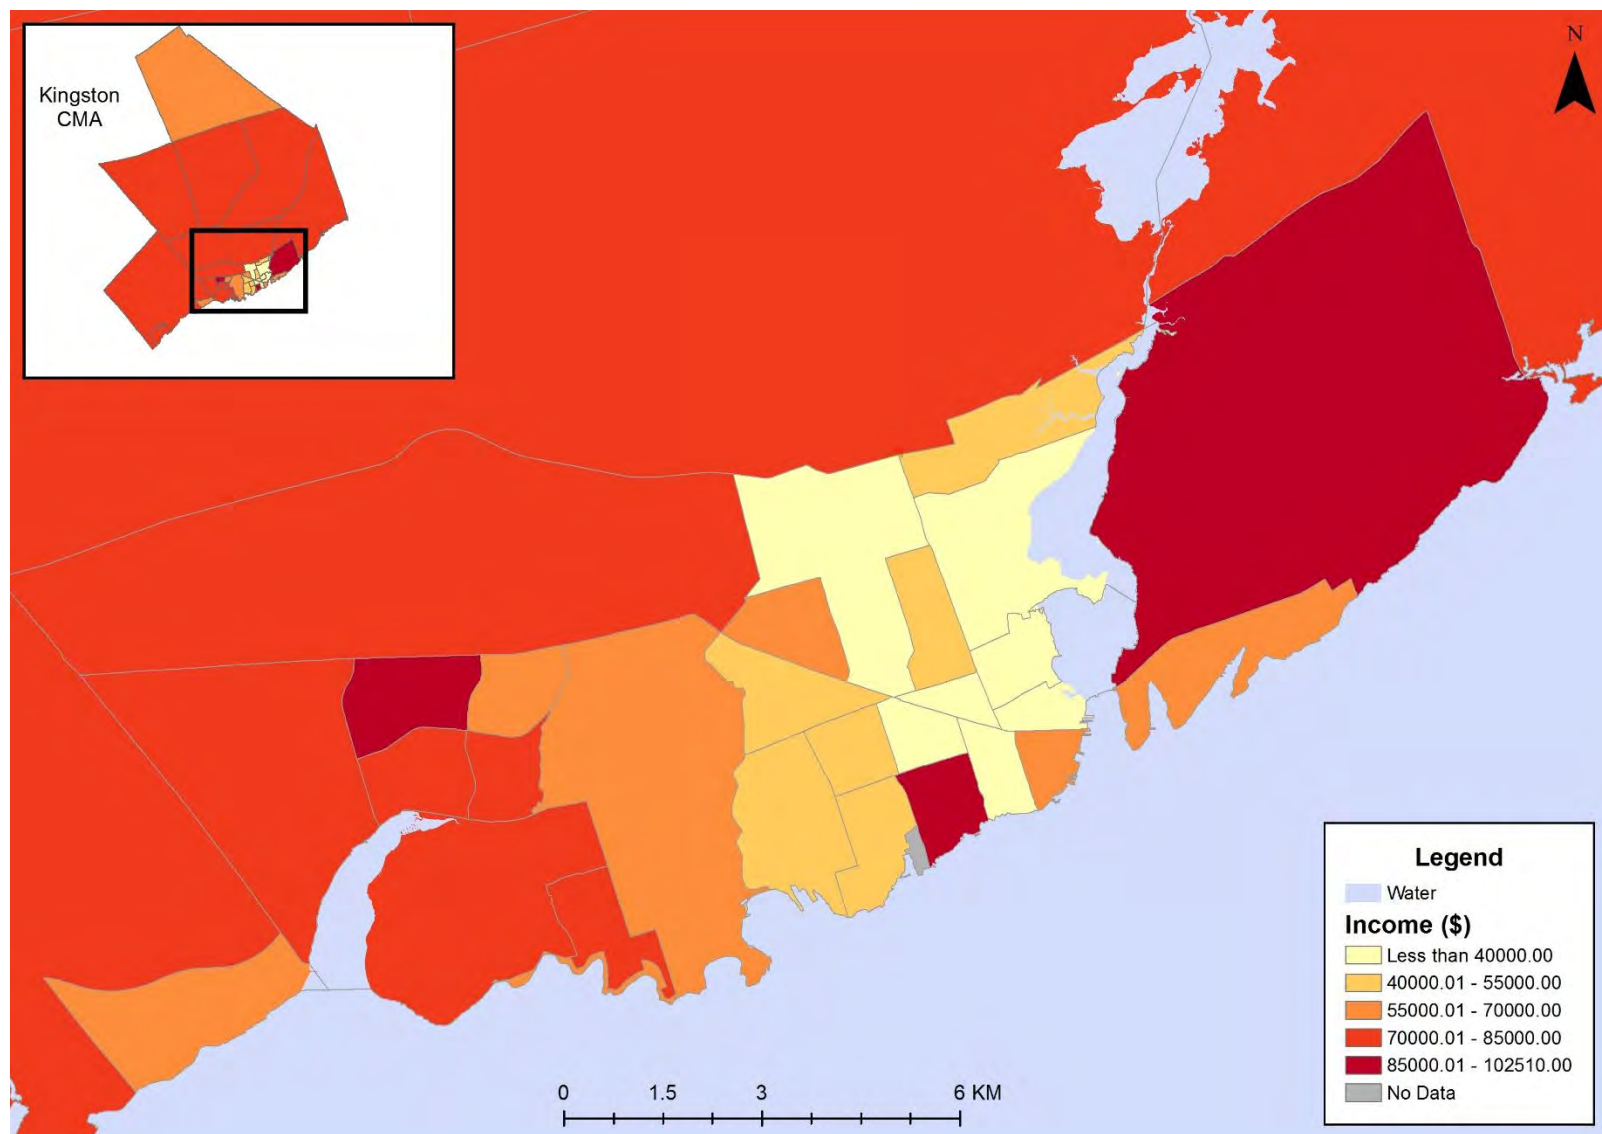 Kingston
CMA
N
Legend
Water
Income ($)
Less than 40000.00
40000.01 - 55000.00
55000.01 - 70000.00
70000.01 - 85000.00
85000.01 - 102510.00
No Data
0 1.5 3 6 KM